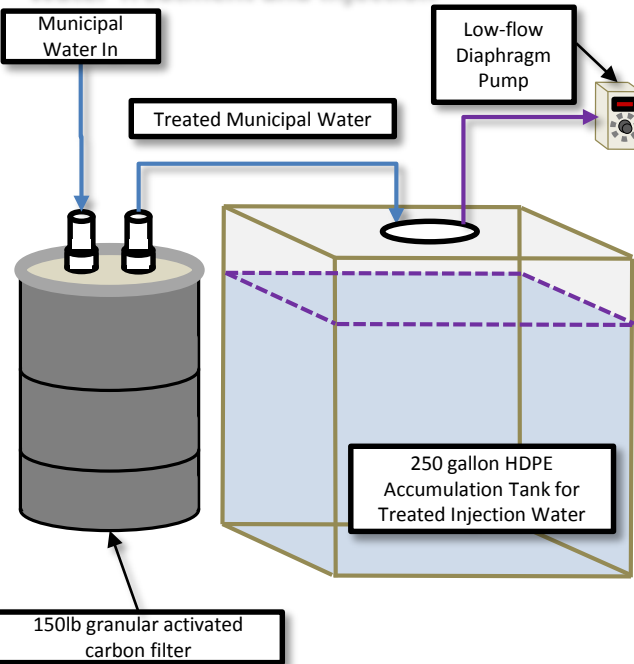 Municipal
Water In
Low-flow
Diaphragm
Pump
Treated Municipal Water
250 gallon HDPE
Accumulation Tank for
Treated Injection Water
150lb granular activated
carbon filter